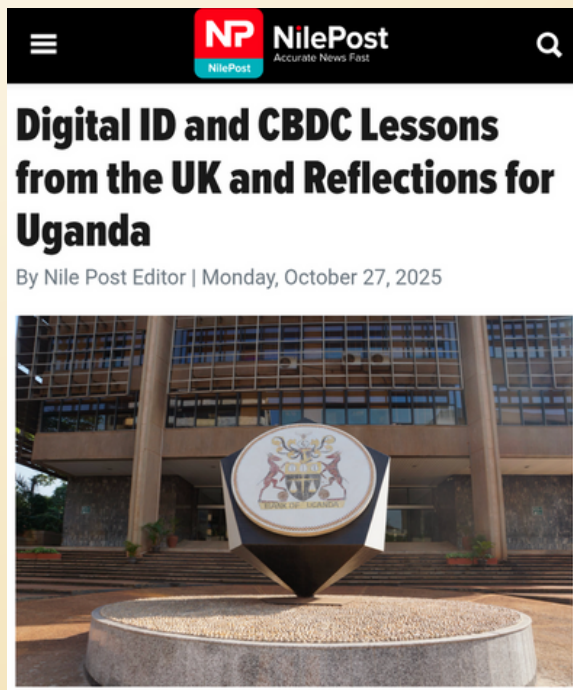 NP
NilePost
NilePost
Accurate News Fast
Digital ID and CBDC Lessons
from the UK and Reflections for
Uganda
By Nile Post Editor | Monday, October 27, 2025
BANK OF UGANDA